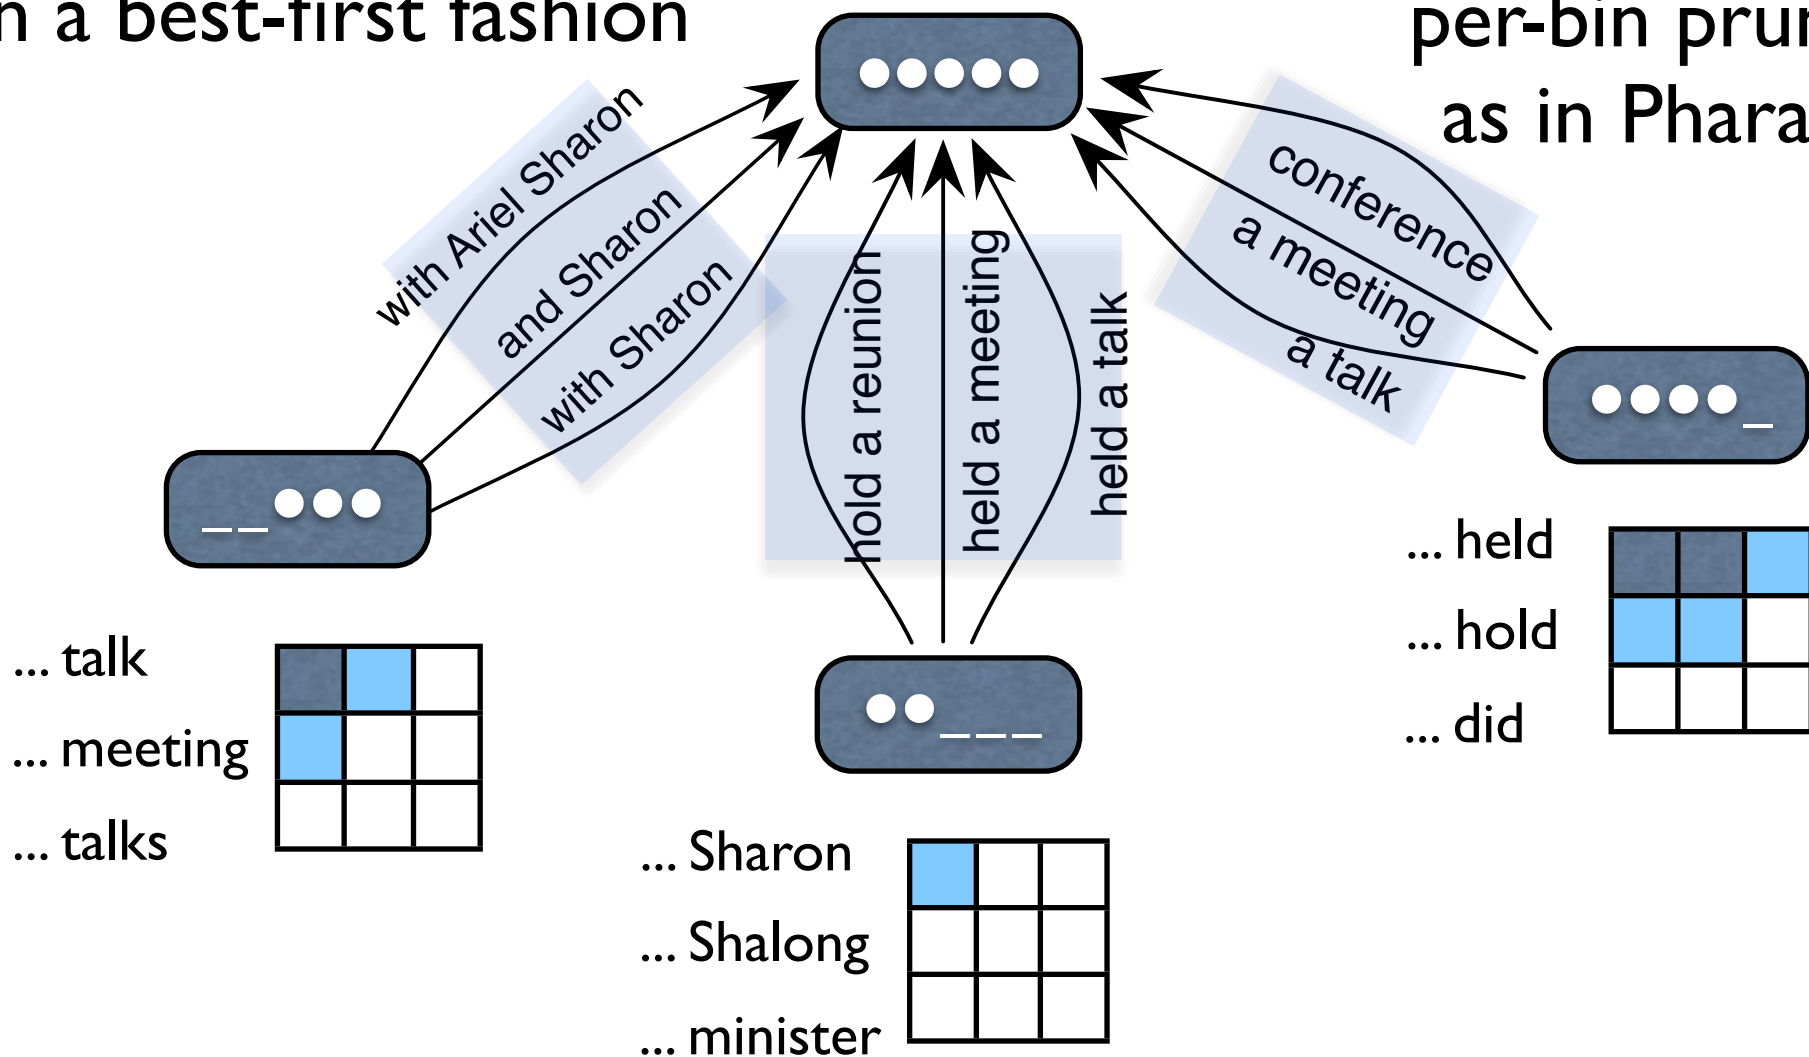 n a best-first fashion
per-bin prun
as in Phara
with Ariel Sharon
and Sharon
with Sharon
hold a reunion
held a meeting
held a talk
conference
a meeting
a talk
... talk
... meeting
... talks
... Sharon
... Shalong
... minister
... held
... hold
... did